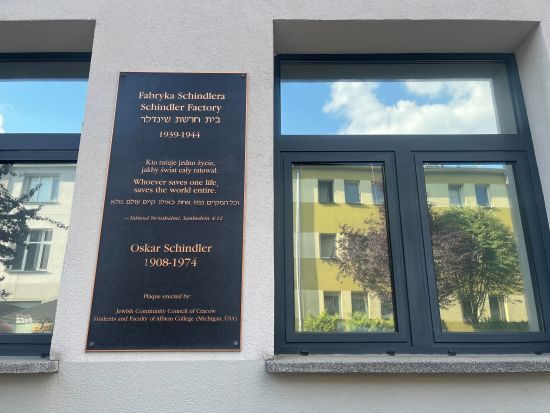 Fabryka Schindlera
Schindler Factory
בית חרשת שינדלר
1939-1944
Kto ratuje jedno życie,
jakby świat cały ratował.
Whoever saves one life,
saves the world entire.
וכל המקיים נפש אחת כאילו קיים עולם מלא
—Talmud Yerushalmi, Sanhedrin 4:12
Oskar Schindler
1908-1974
Plaque erected by:
Jewish Community Council of Cracow
Students and Faculty of Albion College (Michigan, USA)